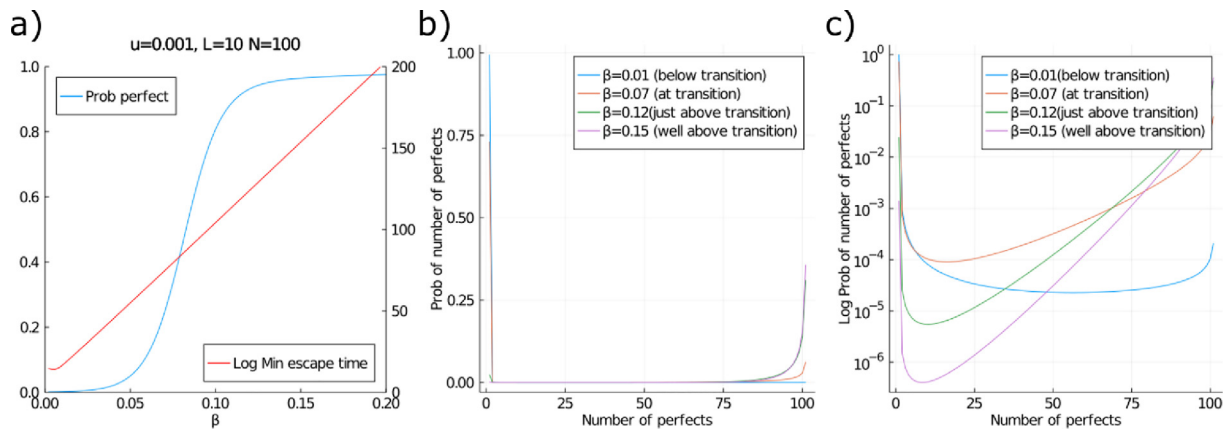 a)
u=0.001, L=10 N=100
1.0
0.8
0.6
0.4
0.2
0.0
200
150
100
50
0
Prob perfect
Log Min escape time
0.00
0.05
0.10
0.15
0.20
β
b)
1.00
0.75
0.50
0.25
0.00
Prob of number of perfects
β=0.01 (below transition)
β=0.07 (at transition)
β=0.12(just above transition)
β=0.15 (well above transition)
0
25
50
75
100
Number of perfects
c)
10^0
10^-1
10^-2
10^-3
10^-4
10^-5
10^-6
Log Prob of number of perfects
β=0.01(below transition)
β=0.07 (at transition)
β=0.12(just above transition)
β=0.15 (well above transition)
0
25
50
75
100
Number of perfects